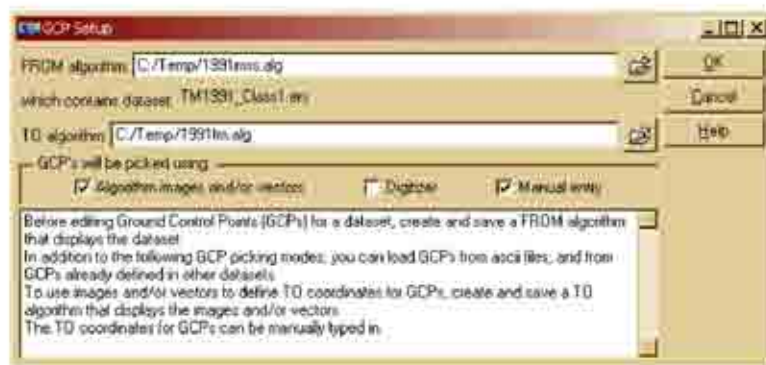 GCP Setup
FROM algorithm: C:/Temp/1991mss.alg
OK
which contains dataset: TM1991_Class1.ers
Cancel
TO algorithm: C:/Temp/1991tm.alg
Help
GCP's will be picked using
Algorithm images and/or vectors
Digitizer
Manual entry
Before editing Ground Control Points (GCPs) for a dataset, create and save a FROM algorithm
that displays the dataset
In addition to the following GCP picking modes, you can load GCPs from ascii files, and from
GCPs already defined in other datasets
To use images and/or vectors to define TO coordinates for GCPs, create and save a TO
algorithm that displays the images and/or vectors
The TO coordinates for GCPs can be manually typed in.